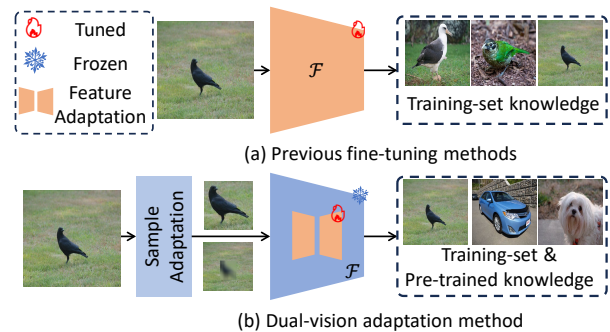 Tuned
Frozen
Feature
Adaptation
ℱ
Training-set knowledge
(a) Previous fine-tuning methods
Sample
Adaptation
ℱ
Training-set &
Pre-trained knowledge
(b) Dual-vision adaptation method